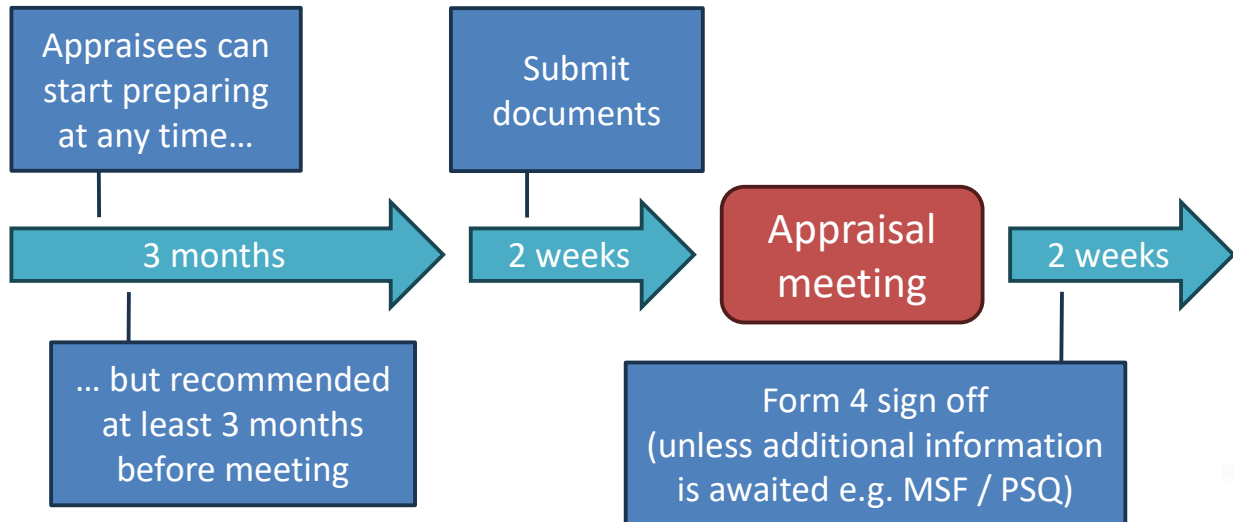 Appraisees can
start preparing
at any time…
Submit
documents
3 months
2 weeks
Appraisal
meeting
2 weeks
… but recommended
at least 3 months
before meeting
Form 4 sign off
(unless additional information
is awaited e.g. MSF / PSQ)